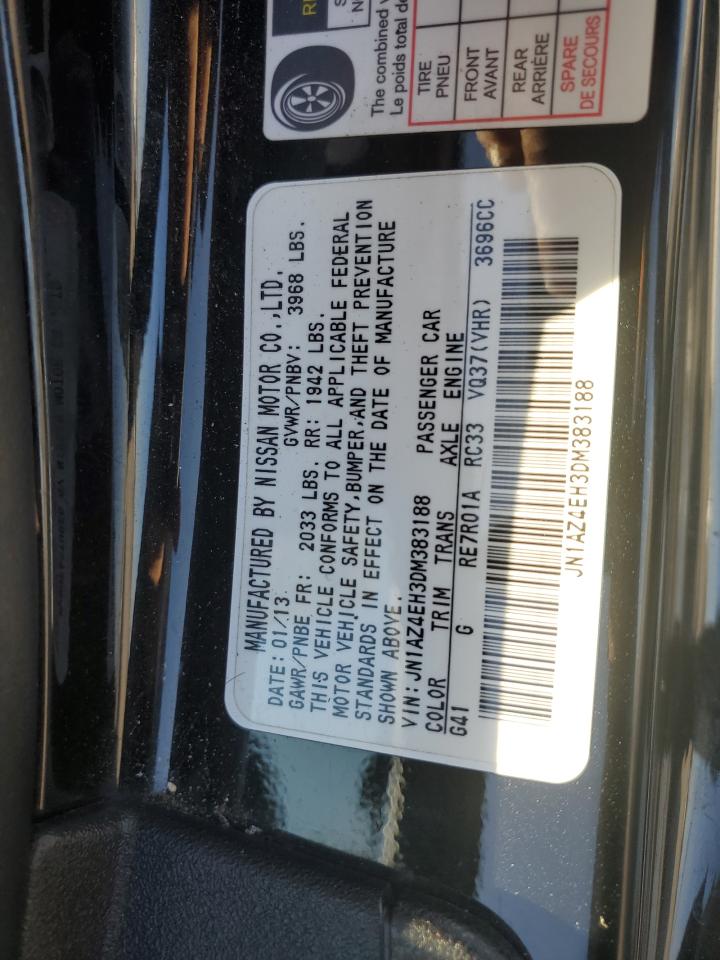 The combined
Le poids total de
TIRE
PNEU
FRONT
AVANT
REAR
ARRIÈRE
SPARE
DE SECOURS
MANUFACTURED BY NISSAN MOTOR CO.,LTD.
DATE: 01/13 GVWR/PNBV: 3968 LBS.
GAWR/PNBE FR: 2033 LBS. RR: 1942 LBS.
THIS VEHICLE CONFORMS TO ALL APPLICABLE FEDERAL
MOTOR VEHICLE SAFETY,BUMPER,AND THEFT PREVENTION
STANDARDS IN EFFECT ON THE DATE OF MANUFACTURE
SHOWN ABOVE.
VIN:JN1AZ4EH3DM383188 PASSENGER CAR
COLOR TRIM TRANS AXLE ENGINE
G41 G RE7R01A RC33 VQ37(VHR) 3696CC
JN1AZ4EH3DM383188